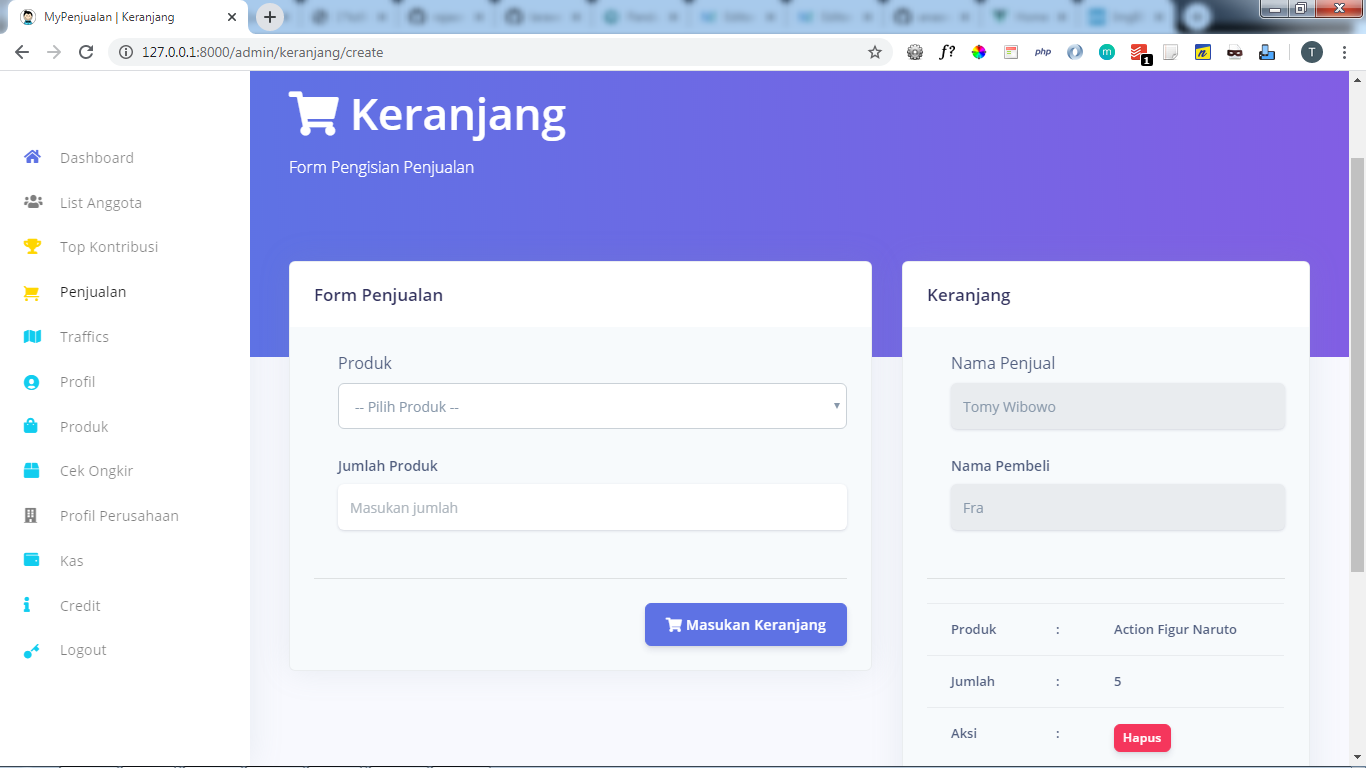 MyPenjualan | Keranjang
127.0.0.1:8000/admin/keranjang/create
f?
php
m
1
n
T
Dashboard
List Anggota
Top Kontribusi
Penjualan
Traffics
Profil
Produk
Cek Ongkir
Profil Perusahaan
Kas
Credit
Logout
Keranjang
Form Pengisian Penjualan
Form Penjualan
Produk
-- Pilih Produk --
Jumlah Produk
Masukan jumlah
Masukan Keranjang
Keranjang
Nama Penjual
Tomy Wibowo
Nama Pembeli
Fra
Produk : Action Figur Naruto
Jumlah : 5
Aksi : Hapus